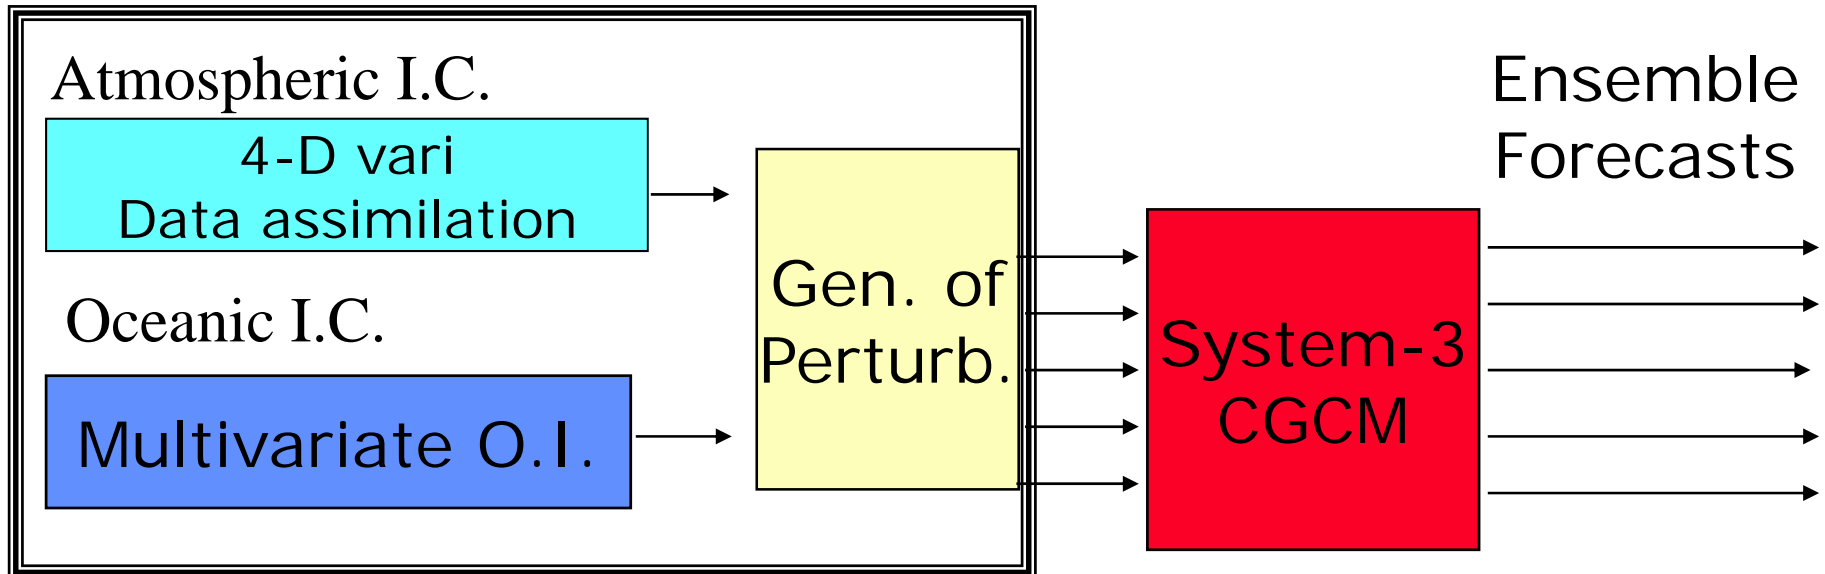 Atmospheric I.C.
4-D vari
Data assimilation
Oceanic I.C.
Multivariate O.I.
Gen. of
Perturb.
System-3
CGCM
Ensemble
Forecasts